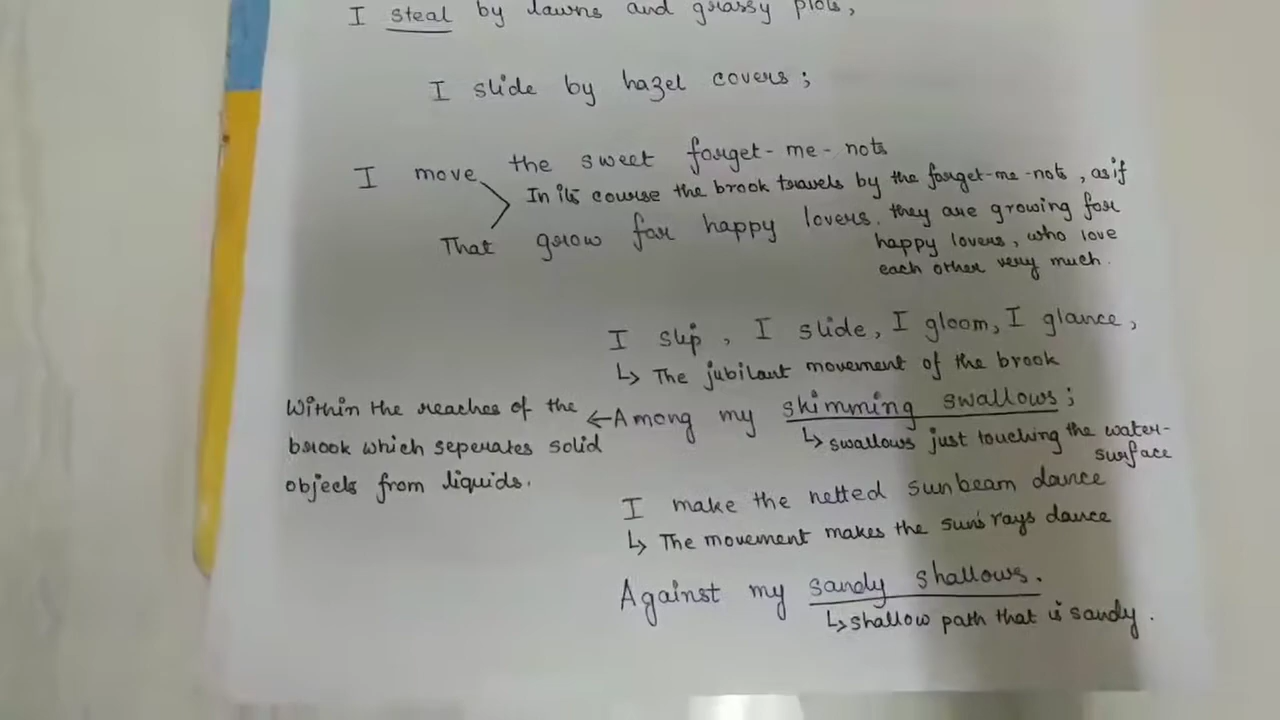 I steal by lawns and grassy plots,
I slide by hazel covers;
I move the sweet forget-me-nots
In its course the brook travels by the forget-me-nots, as if
That grow for happy lovers. they are growing for
happy lovers, who love
each other very much.
I slip, I slide, I gloom, I glance,
↳ The jubilant movement of the brook
Within the reaches of the
← Among my skimming swallows;
brook which seperates solid
↳ swallows just touching the water-
surface
objects from liquids.
I make the netted sunbeam dance
↳ The movement makes the sun's rays dance
Against my sandy shallows.
↳ shallow path that is sandy.